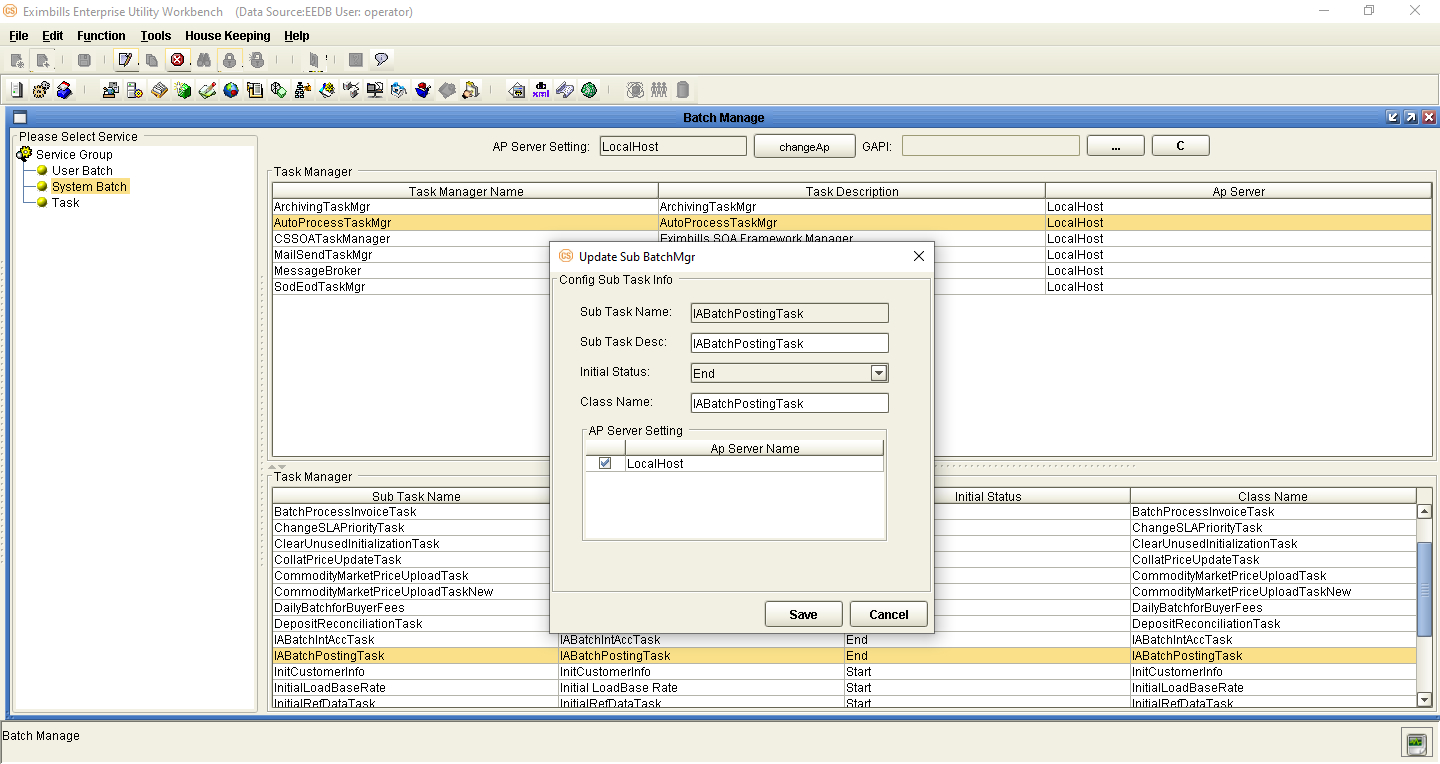 Eximbills Enterprise Utility Workbench (Data Source:EEDB User: operator)
File Edit Function Tools House Keeping Help
db
xml
Batch Manage
Please Select Service
Service Group
User Batch
System Batch
Task
AP Server Setting: LocalHost changeAp GAPI: ... C
Task Manager
Task Manager Name Task Description Ap Server
ArchivingTaskMgr ArchivingTaskMgr LocalHost
AutoProcessTaskMgr AutoProcessTaskMgr LocalHost
CSSOATaskManager Eximbills SOA Framework Manager LocalHost
MailSendTaskMgr LocalHost
MessageBroker LocalHost
SodEodTaskMgr LocalHost
CS Update Sub BatchMgr
Config Sub Task Info
Sub Task Name: IABatchPostingTask
Sub Task Desc: IABatchPostingTask
Initial Status: End
Class Name: IABatchPostingTask
AP Server Setting
Ap Server Name
LocalHost
Save Cancel
Task Manager
Sub Task Name Initial Status Class Name
BatchProcessInvoiceTask BatchProcessInvoiceTask
ChangeSLAPriorityTask ChangeSLAPriorityTask
ClearUnusedInitializationTask ClearUnusedInitializationTask
CollatPriceUpdateTask CollatPriceUpdateTask
CommodityMarketPriceUploadTask CommodityMarketPriceUploadTask
CommodityMarketPriceUploadTaskNew CommodityMarketPriceUploadTaskNew
DailyBatchforBuyerFees DailyBatchforBuyerFees
DepositReconciliationTask DepositReconciliationTask
IABatchIntAccTask IABatchIntAccTask End IABatchIntAccTask
IABatchPostingTask IABatchPostingTask End IABatchPostingTask
InitCustomerInfo InitCustomerInfo Start InitCustomerInfo
InitialLoadBaseRate Initial LoadBase Rate Start InitialLoadBaseRate
InitialRefDataTask InitialRefDataTask Start InitialRefDataTask
Batch Manage